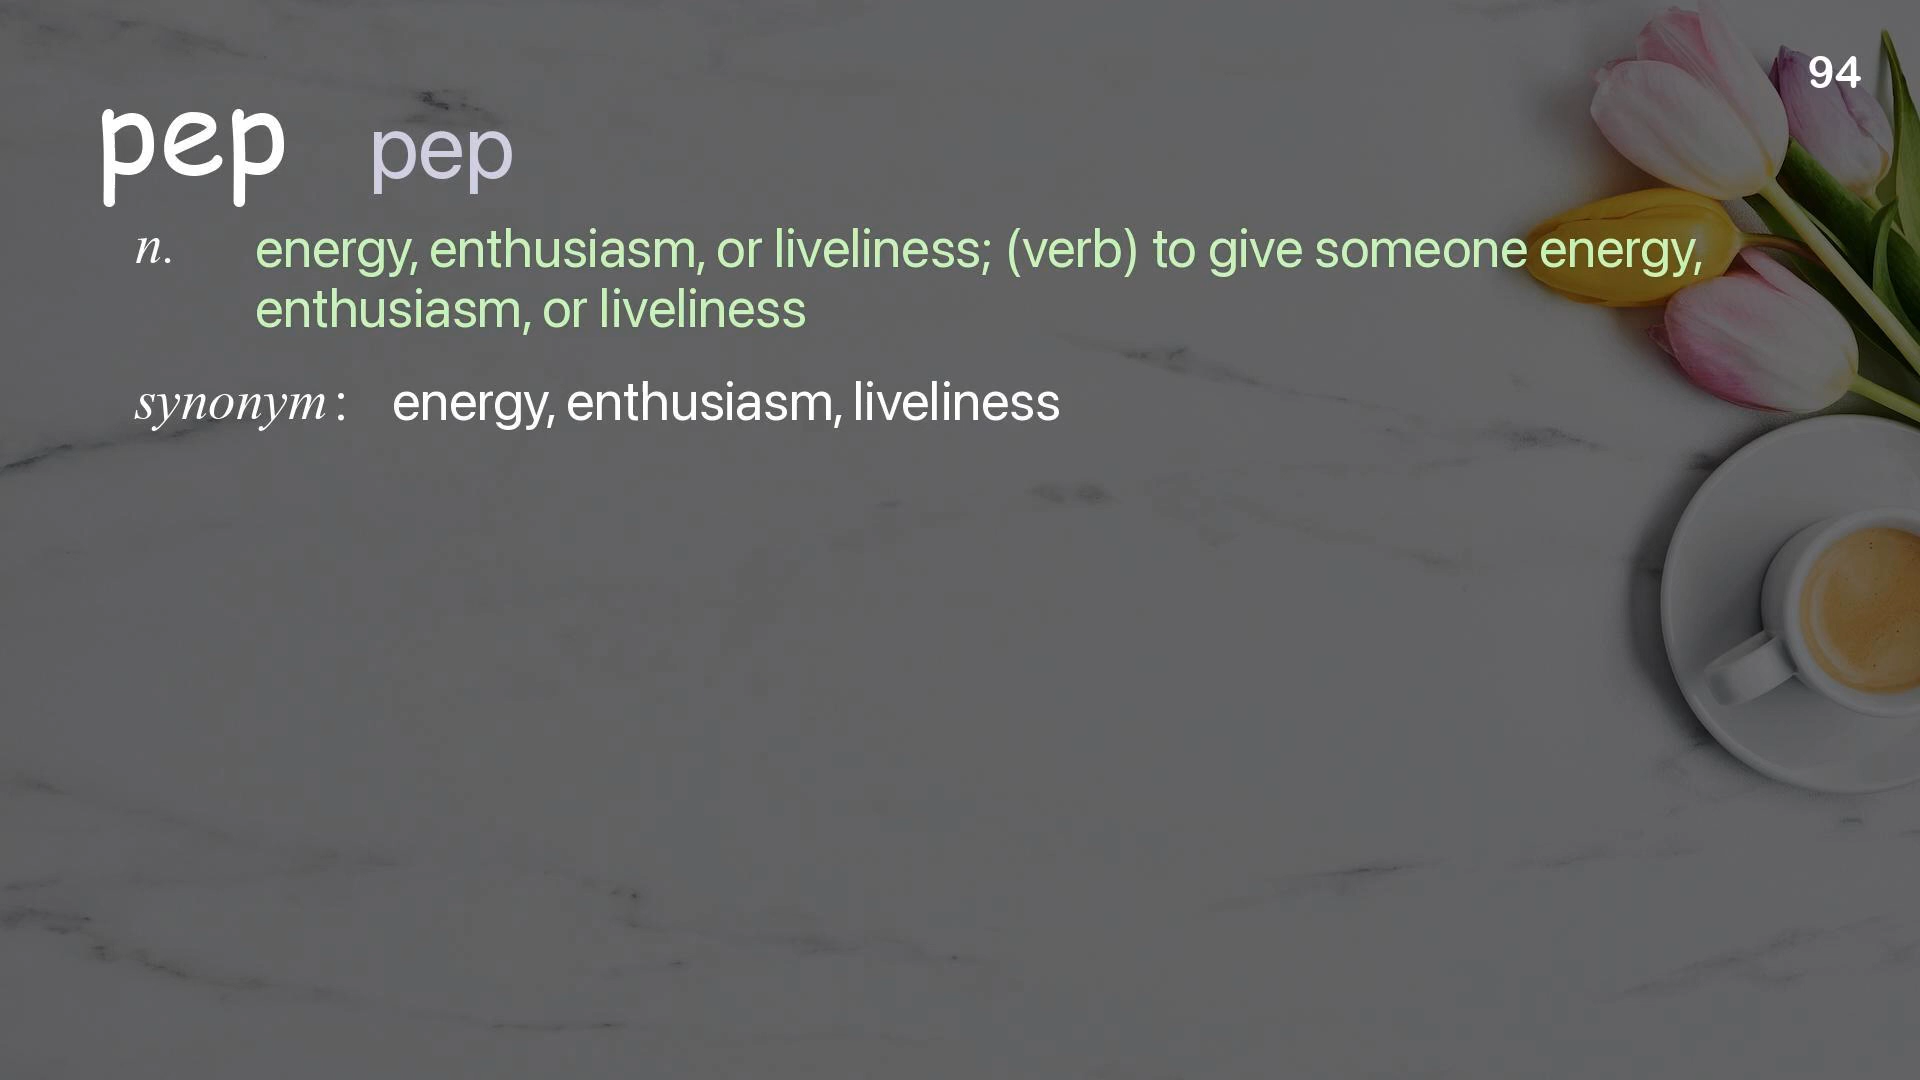 94
pep pep
n. energy, enthusiasm, or liveliness; (verb) to give someone energy,
enthusiasm, or liveliness
synonym : energy, enthusiasm, liveliness